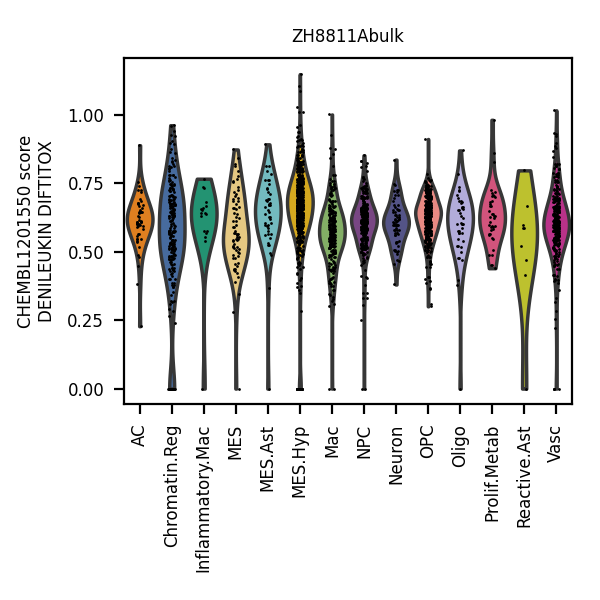 ZH8811Abulk
CHEMBL1201550 score
DENILEUKIN DIFTITOX
1.00
0.75
0.50
0.25
0.00
AC
Chromatin.Reg
Inflammatory.Mac
MES
MES.Ast
MES.Hyp
Mac
NPC
Neuron
OPC
Oligo
Prolif.Metab
Reactive.Ast
Vasc